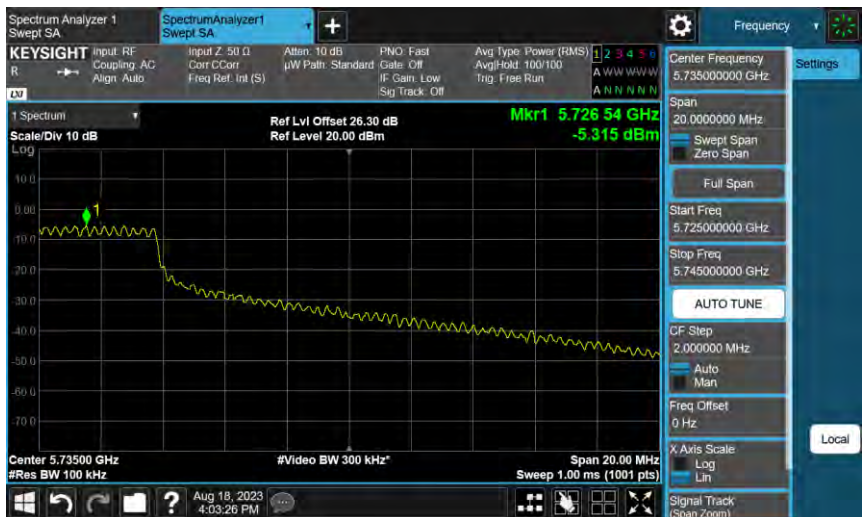 Spectrum Analyzer 1
Swept SA
SpectrumAnalyzer1
Swept SA
Frequency
KEYSIGHT
R
LXI
Input: RF
Coupling: AC
Align: Auto
Input Z: 50 Ω
Corr CCorr
Freq Ref: Int (S)
Atten: 10 dB
µW Path: Standard
PNO: Fast
Gate: Off
IF Gain: Low
Sig Track: Off
Avg Type: Power (RMS)
Avg|Hold: 100/100
Trig: Free Run
1 2 3 4 5 6
A W W W W W
A N N N N N
1 Spectrum
Scale/Div 10 dB
Log
Ref Lvl Offset 26.30 dB
Ref Level 20.00 dBm
Mkr1 5.726 54 GHz
-5.315 dBm
10.0
0.00
-10.0
-20.0
-30.0
-40.0
-50.0
-60.0
-70.0
1
Center 5.73500 GHz
#Res BW 100 kHz
#Video BW 300 kHz*
Span 20.00 MHz
Sweep 1.00 ms (1001 pts)
Aug 18, 2023
4:03:26 PM
?
Center Frequency
5.735000000 GHz
Span
20.0000000 MHz
Swept Span
Zero Span
Full Span
Start Freq
5.725000000 GHz
Stop Freq
5.745000000 GHz
AUTO TUNE
CF Step
2.000000 MHz
Auto
Man
Freq Offset
0 Hz
X Axis Scale
Log
Lin
Signal Track
(Span Zoom)
Settings
Local